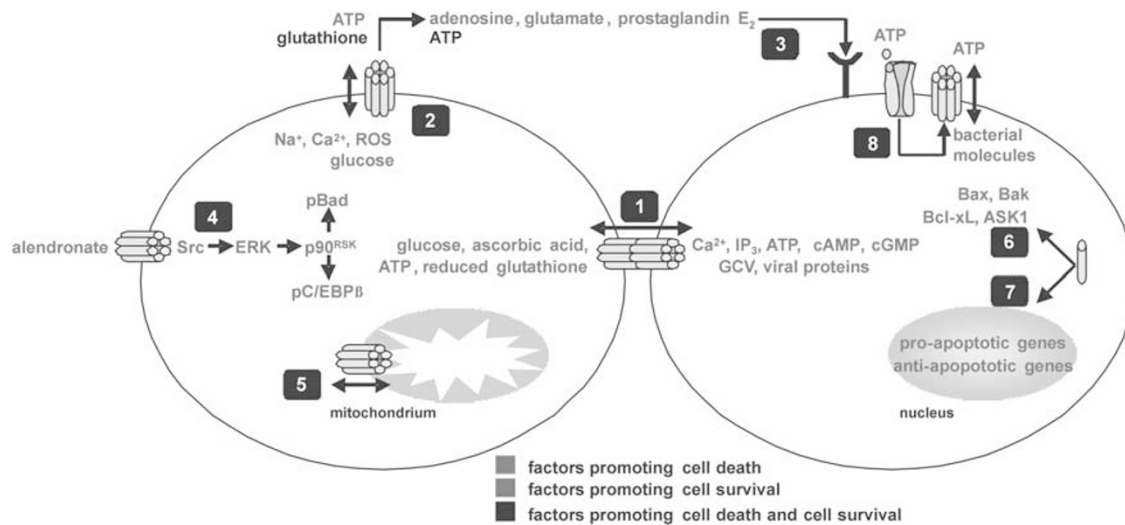 ATP
glutathione
adenosine, glutamate, prostaglandin E₂
ATP
3
ATP
ATP
2
Na⁺, Ca²⁺, ROS
glucose
8
bacterial
molecules
pBad
4
alendronate
Src
ERK
p90ᴿˢᴷ
pC/EBPß
1
glucose, ascorbic acid,
ATP, reduced glutathione
Ca²⁺, IP₃, ATP, cAMP, cGMP
GCV, viral proteins
Bax, Bak
Bcl-xL, ASK1
6
7
5
mitochondrium
pro-apoptotic genes
anti-apopototic genes
nucleus
factors promoting cell death
factors promoting cell survival
factors promoting cell death and cell survival